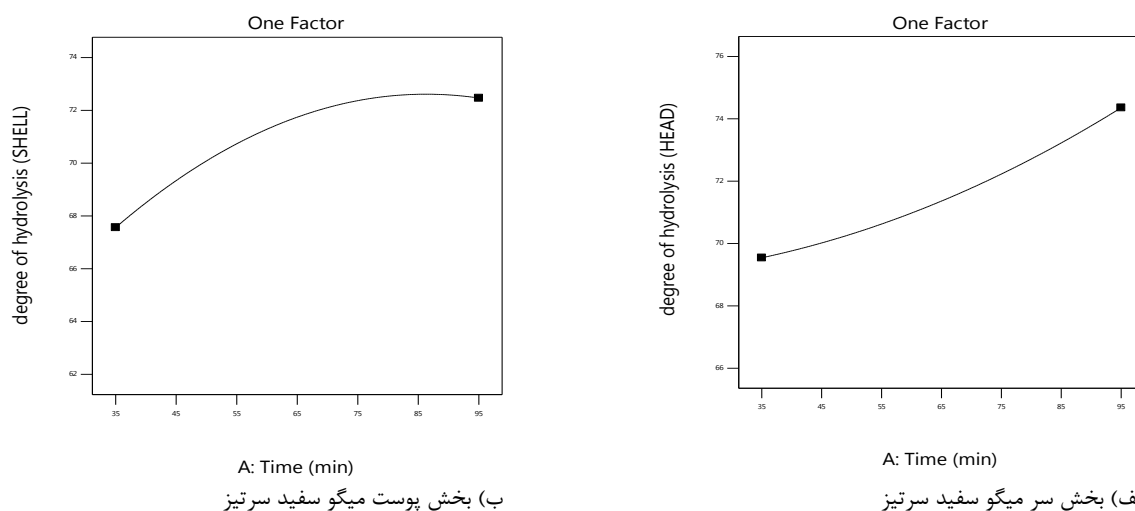 One Factor
74
72
70
68
66
64
62
degree of hydrolysis (SHELL)
35 45 55 65 75 85 95
A: Time (min)
ب) بخش پوست میگو سفید سرتیز
One Factor
76
74
72
70
68
66
degree of hydrolysis (HEAD)
35 45 55 65 75 85 95
A: Time (min)
ف) بخش سر میگو سفید سرتیز